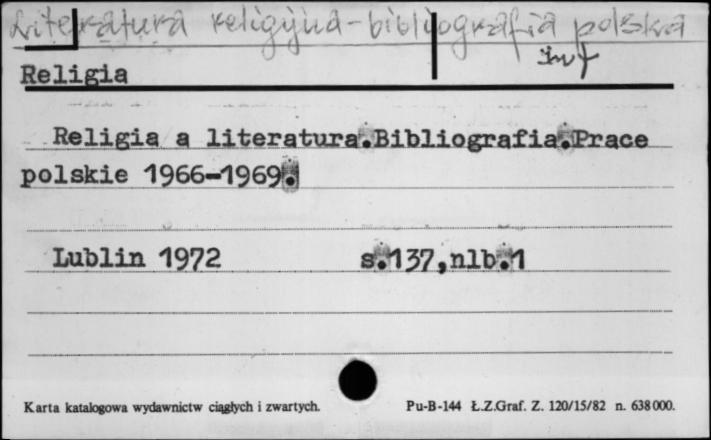 Literatura religijna - bibliografia polska
Religia
Religia a literatura.Bibliografia.Prace
polskie 1966-1969.
Lublin 1972 s.137,nlb.1
Karta katalogowa wydawnictw ciągłych i zwartych. Pu-B-144 Ł.Z.Graf. Z. 120/15/82 n. 638000.